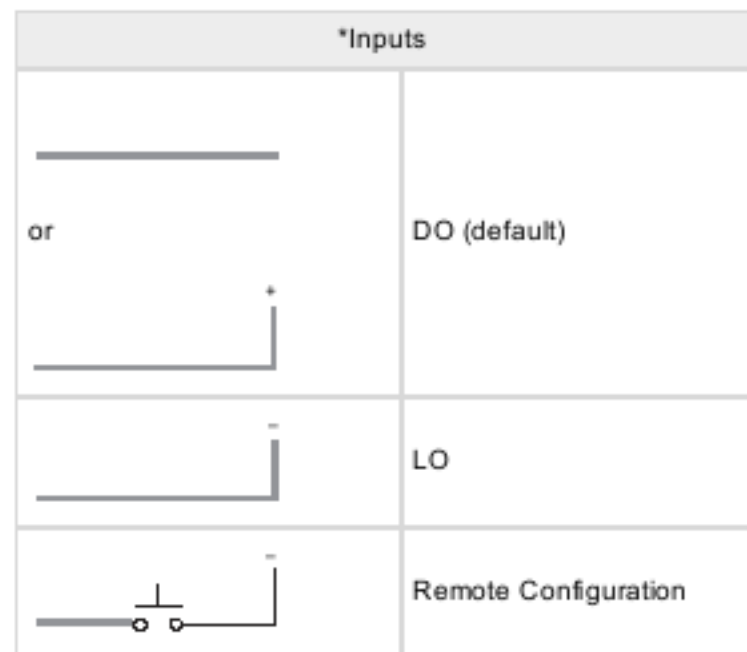 *Inputs
or
+
DO (default)
-
LO
-
Remote Configuration